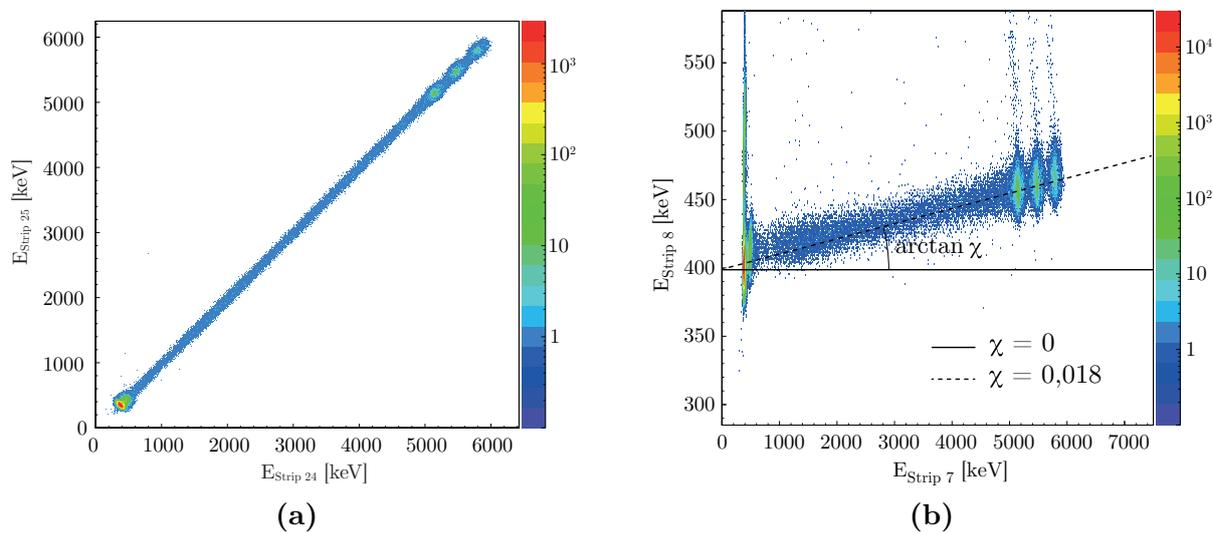 6000
5000
4000
3000
2000
1000
0
E_Strip 25 [keV]
0 1000 2000 3000 4000 5000 6000
E_Strip 24 [keV]
10³
10²
10
1
(a)
550
500
450
400
350
300
E_Strip 8 [keV]
arctan χ
χ = 0
χ = 0,018
0 1000 2000 3000 4000 5000 6000 7000
E_Strip 7 [keV]
10⁴
10³
10²
10
1
(b)